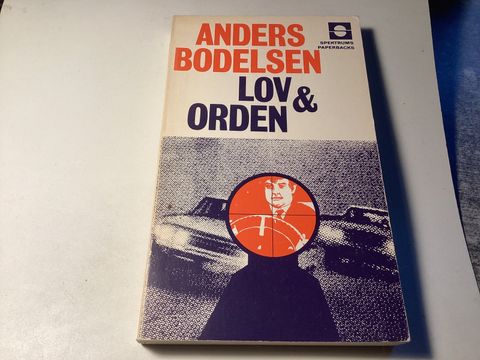 ANDERS
BODELSEN
LOV &
ORDEN
SPEKTRUMS
PAPERBACKS